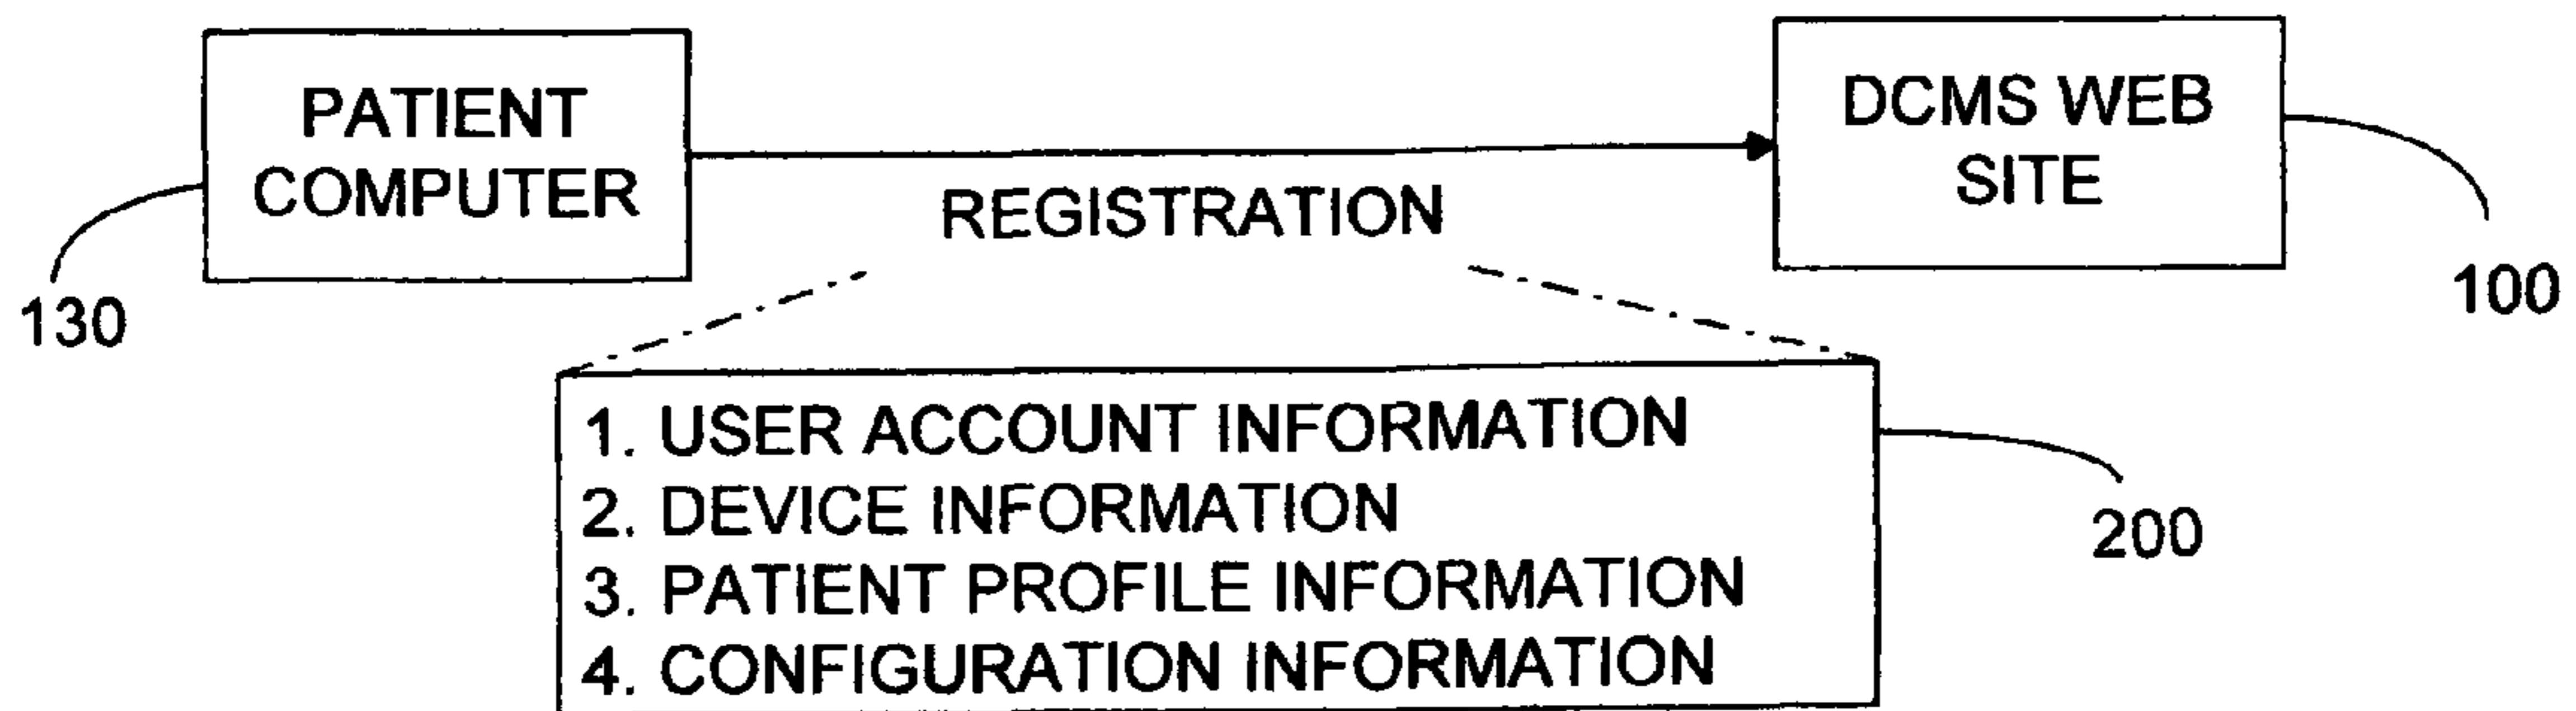 PATIENT
COMPUTER
DCMS WEB
SITE
REGISTRATION
130
100
1. USER ACCOUNT INFORMATION
2. DEVICE INFORMATION
3. PATIENT PROFILE INFORMATION
4. CONFIGURATION INFORMATION
200